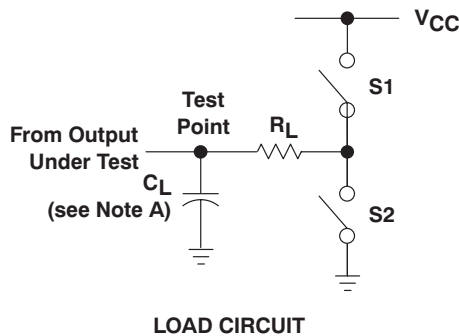 VCC
S1
Test
Point
RL
From Output
Under Test
CL
(see Note A)
S2
LOAD CIRCUIT